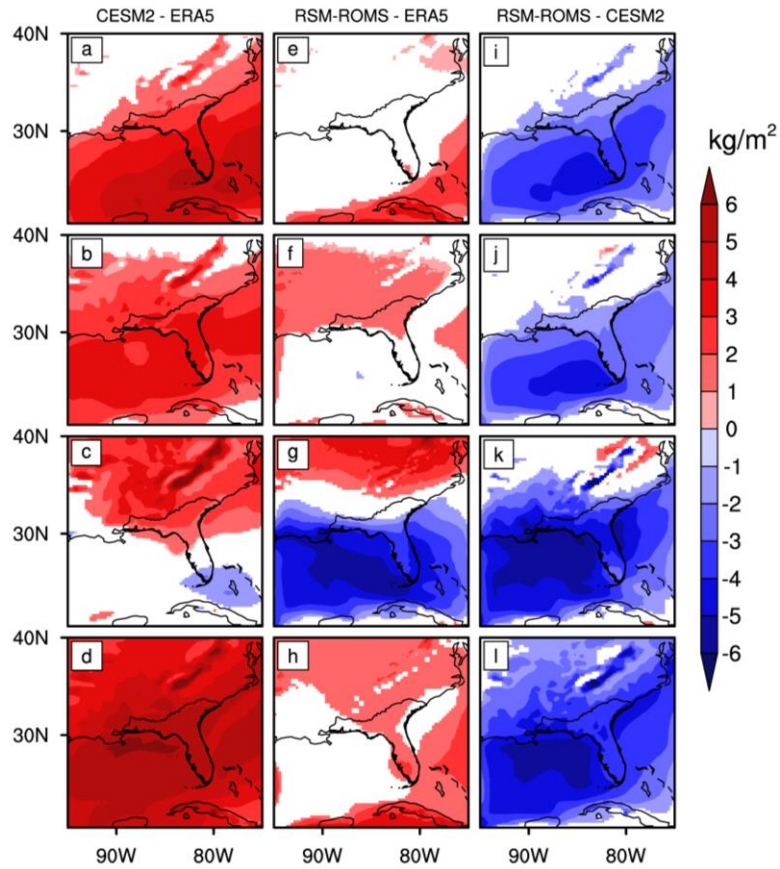 CESM2 - ERA5 RSM-ROMS - ERA5 RSM-ROMS - CESM2
40N a e i
30N
kg/m²
40N b f j
30N
40N c g k
30N
40N d h l
30N
6
5
4
3
2
1
0
-1
-2
-3
-4
-5
-6
90W 80W 90W 80W 90W 80W